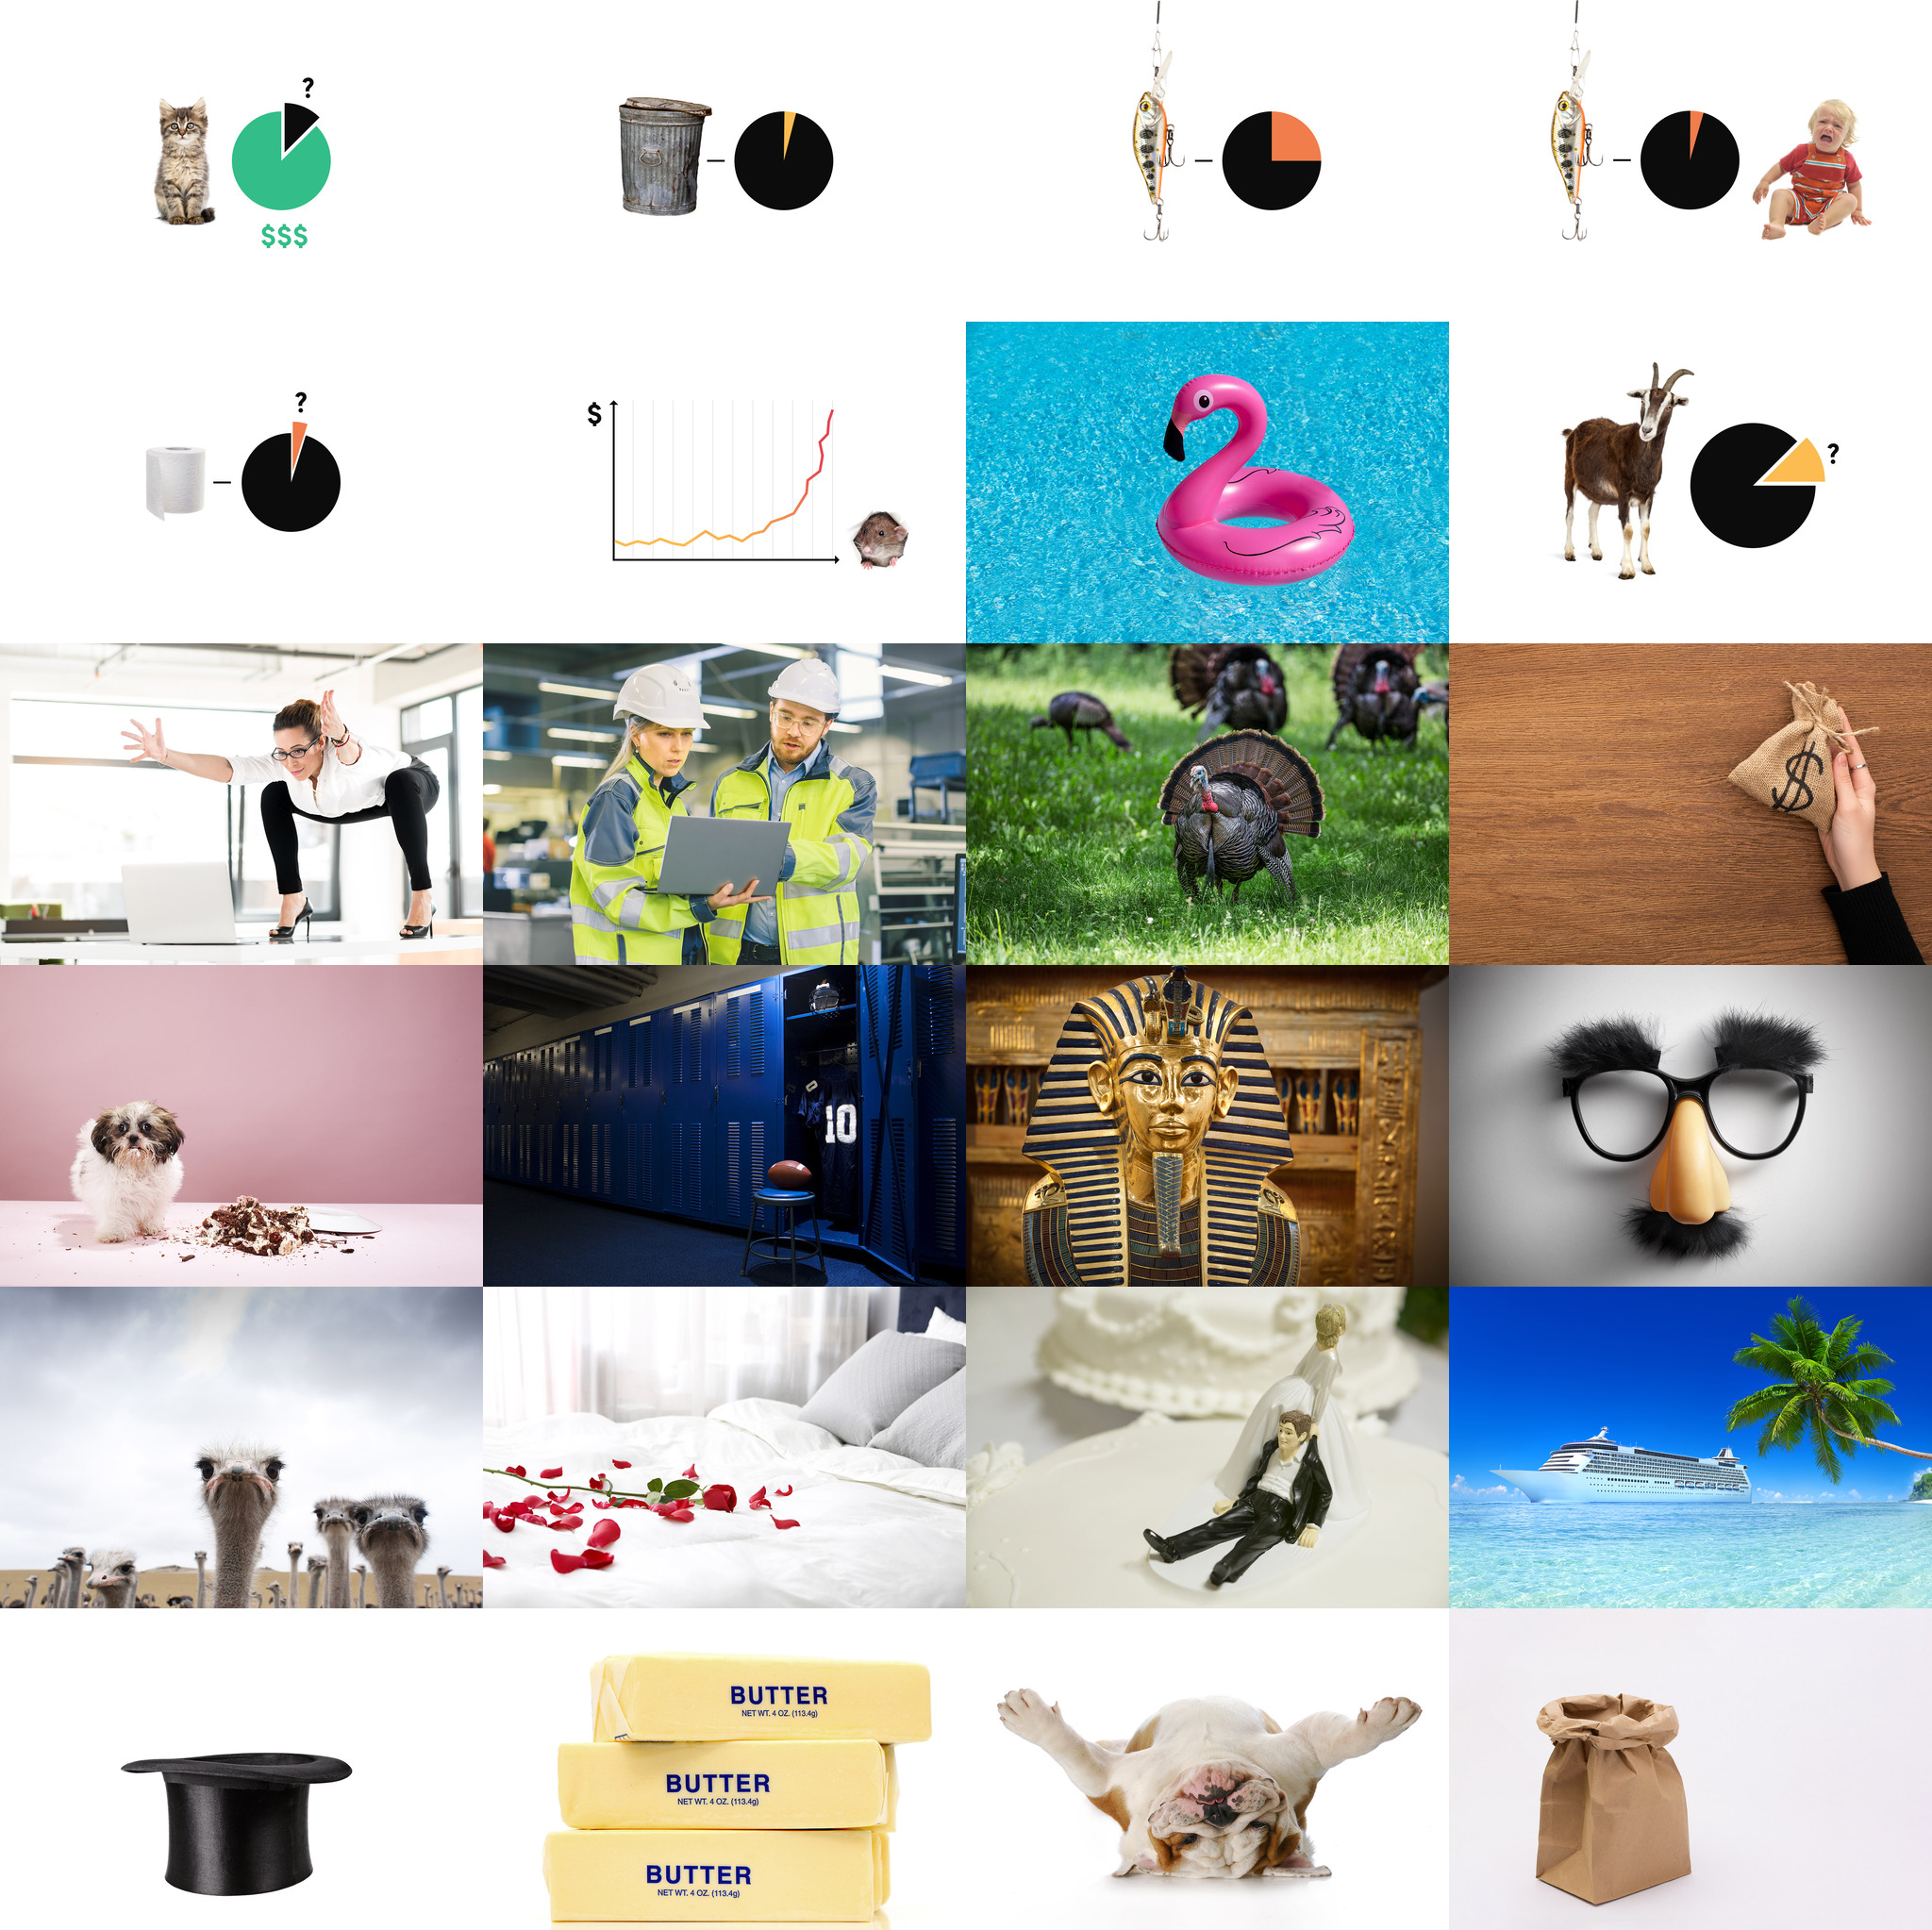 ?
$$$
?
$
?
$
10
BUTTER
NET WT. 4 OZ. (113.4g)
BUTTER
NET WT. 4 OZ. (113.4g)
BUTTER
NET WT. 4 OZ. (113.4g)